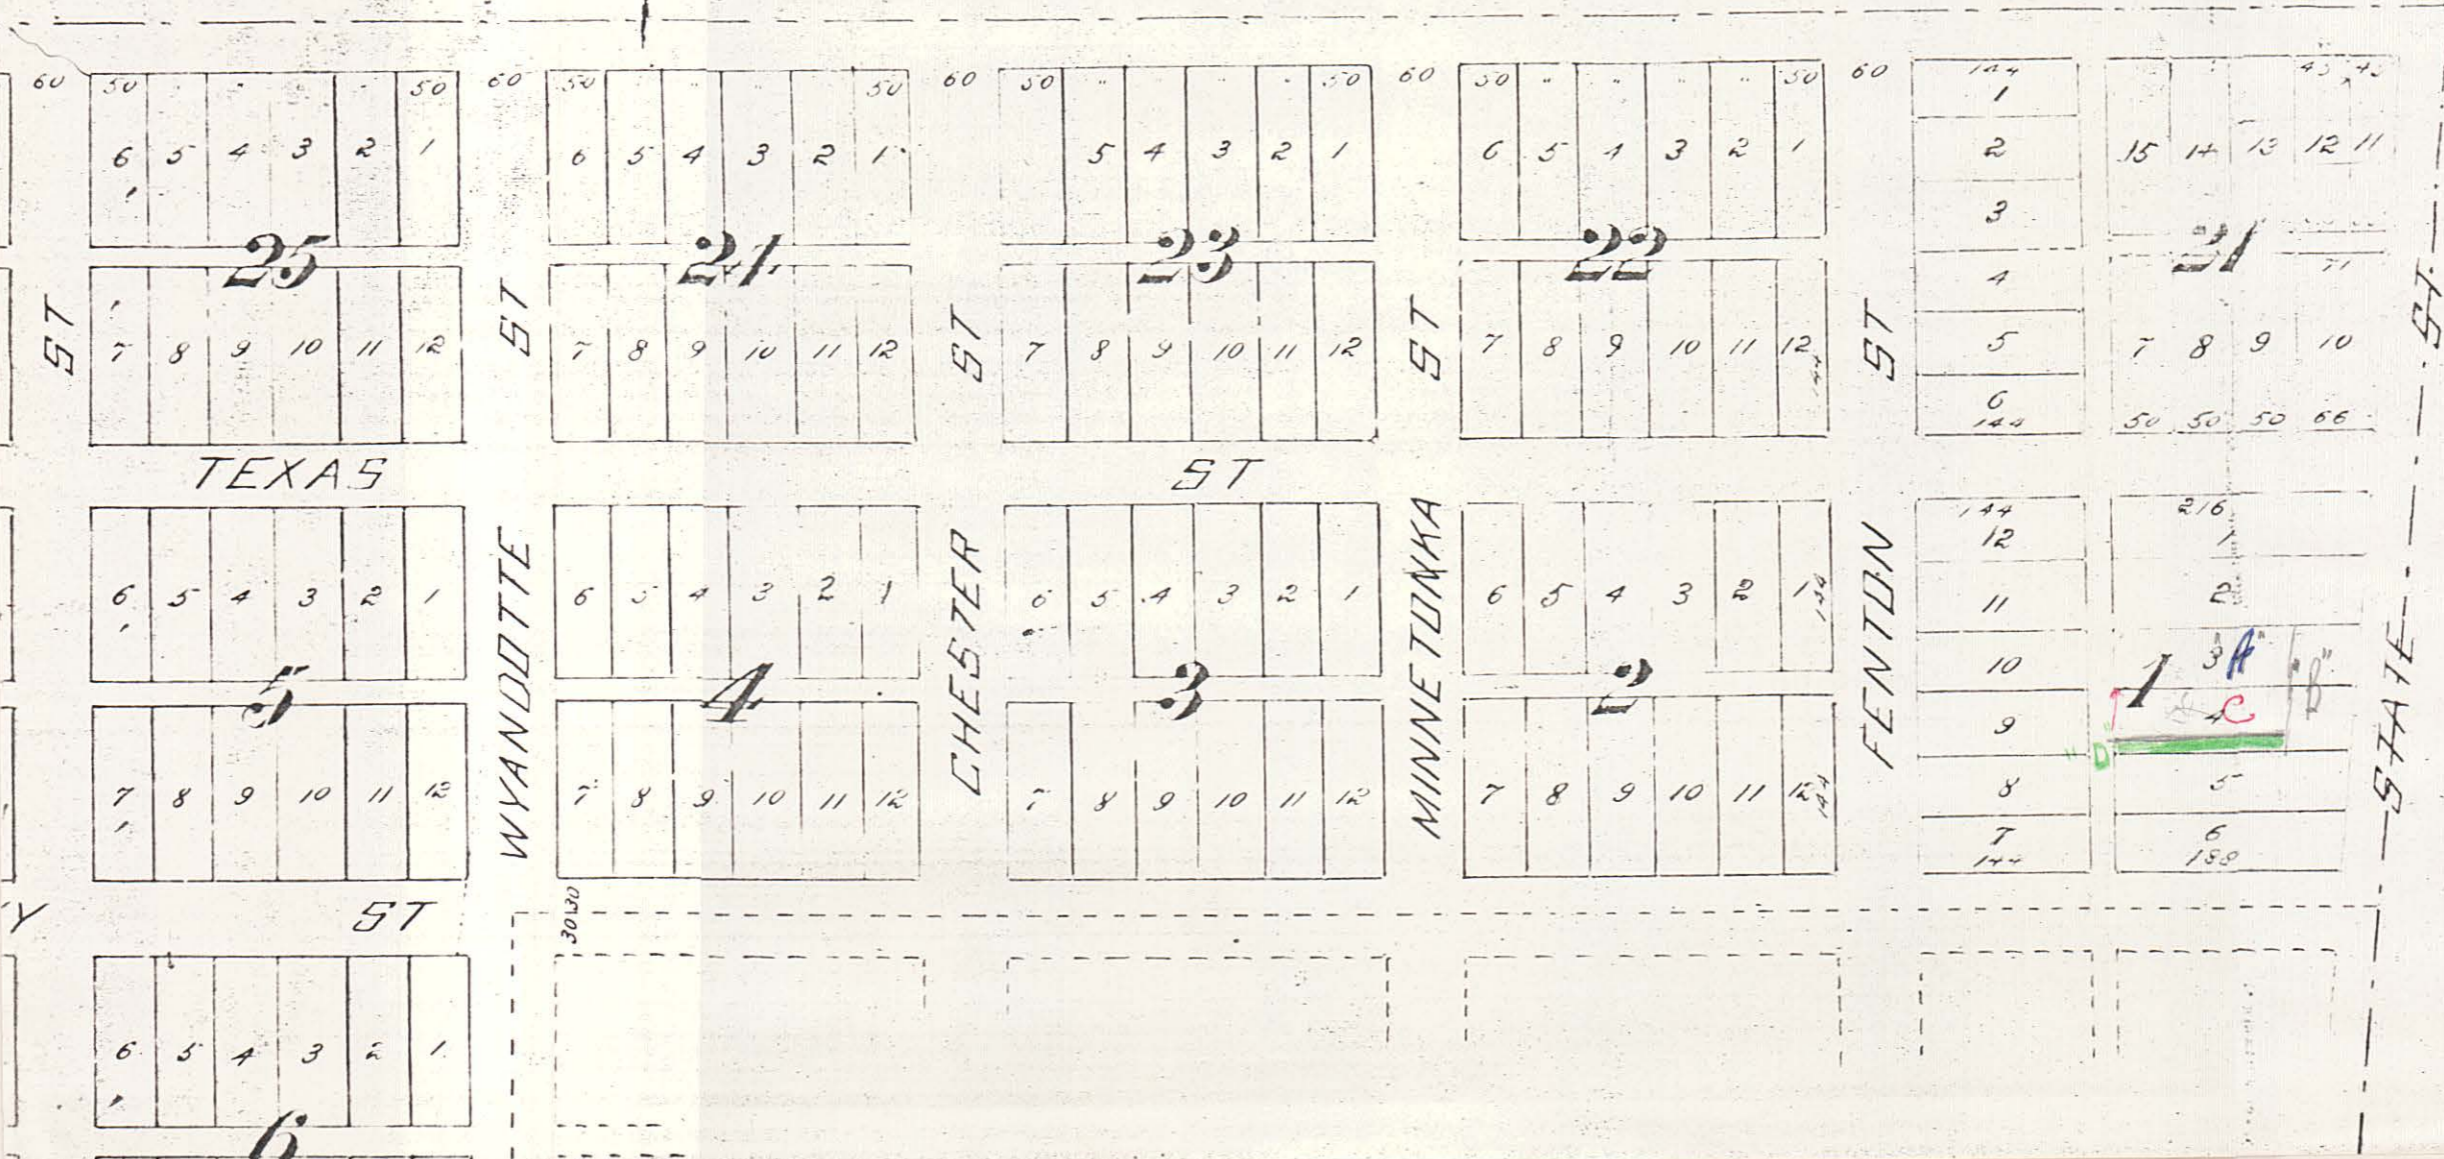 60 50 50 60 50 50 60 50 " " " 50 60 50 " " " " 50 60 144 45 45
1
6 5 4 3 2 1 6 5 4 3 2 1 5 4 3 2 1 6 5 4 3 2 1 2 15 14 13 12 11
3
25 24 23 22 21
4 71
ST ST ST ST ST ST.
7 8 9 10 11 12 7 8 9 10 11 12 7 8 9 10 11 12 7 8 9 10 11 12 5 7 8 9 10
144
6
144 50 50 50 66
TEXAS ST
144 216
12 1
6 5 4 3 2 1 6 5 4 3 2 1 6 5 4 3 2 1 6 5 4 3 2 1 11 2
144
WYANDOTTE CHESTER MINNETONKA FENTON STATE
10 3 "A" "B"
5 4 3 2 1
9 4 C
"D"
7 8 9 10 11 12 7 8 9 10 11 12 7 8 9 10 11 12 7 8 9 10 11 12 8 5
144
7 6
144 188
Y ST 30 30
6 5 4 3 2 1
6